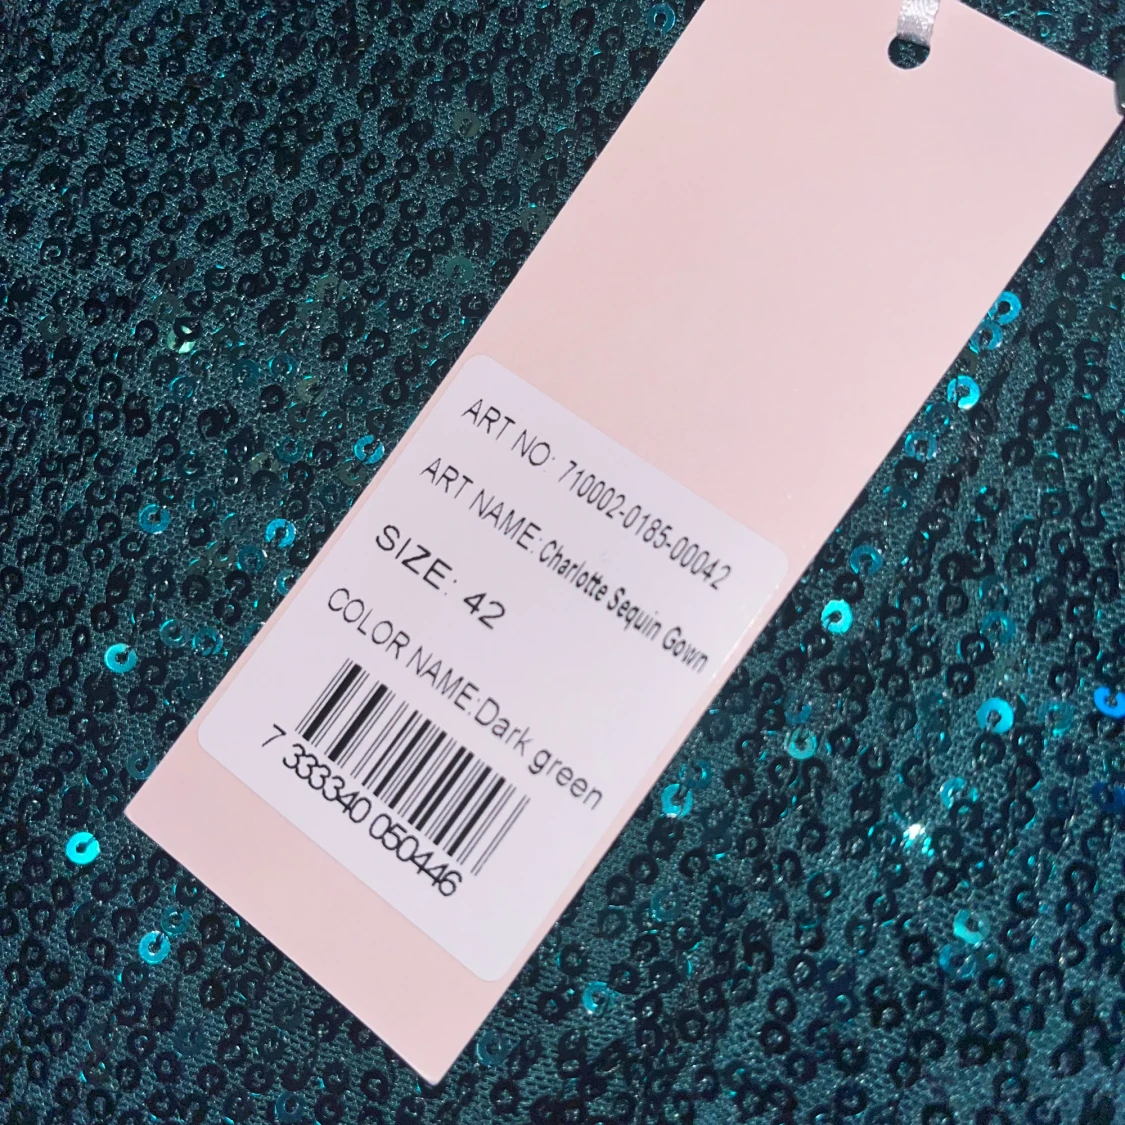 ART NO: 710002-0185-00042
ART NAME: Charlotte Sequin Gown
SIZE: 42
COLOR NAME:Dark green
7 333340 050446